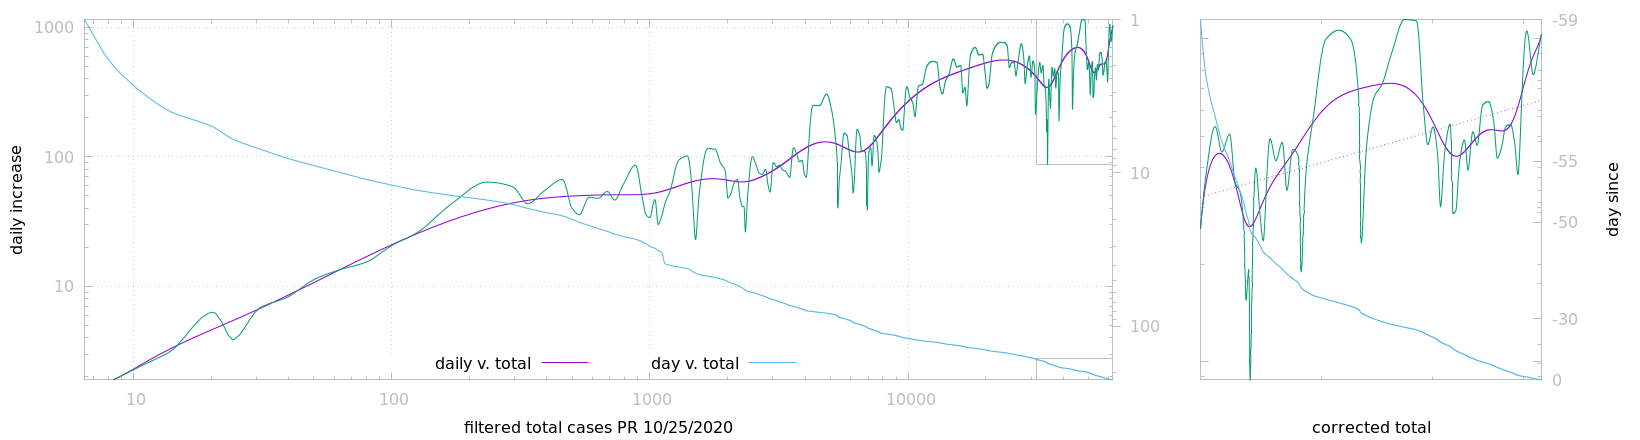 1000
100
10
daily increase
10
100
1000
10000
filtered total cases PR 10/25/2020
daily v. total
day v. total
1
10
100
-59
-55
-50
-30
0
day since
corrected total